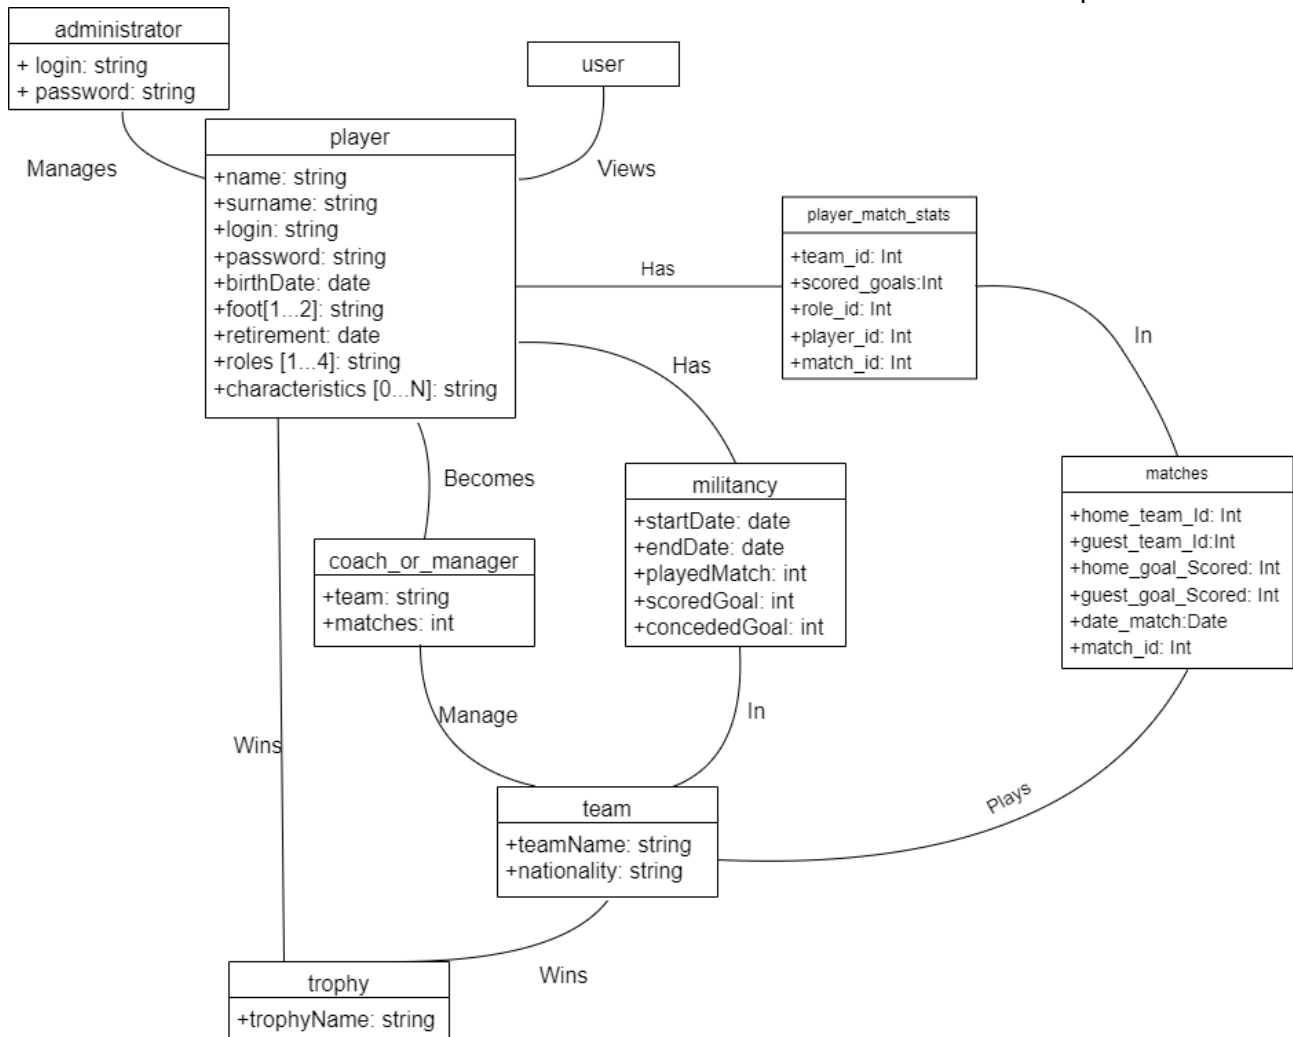 administrator
+ login: string
+ password: string
user
Manages
player
+name: string
+surname: string
+login: string
+password: string
+birthDate: date
+foot[1...2]: string
+retirement: date
+roles [1...4]: string
+characteristics [0...N]: string
Views
player_match_stats
+team_id: Int
+scored_goals:Int
+role_id: Int
+player_id: Int
+match_id: Int
Has
In
Has
Becomes
militancy
+startDate: date
+endDate: date
+playedMatch: int
+scoredGoal: int
+concededGoal: int
matches
+home_team_Id: Int
+guest_team_Id:Int
+home_goal_Scored: Int
+guest_goal_Scored: Int
+date_match:Date
+match_id: Int
coach_or_manager
+team: string
+matches: int
Manage
In
Wins
Plays
team
+teamName: string
+nationality: string
Wins
trophy
+trophyName: string